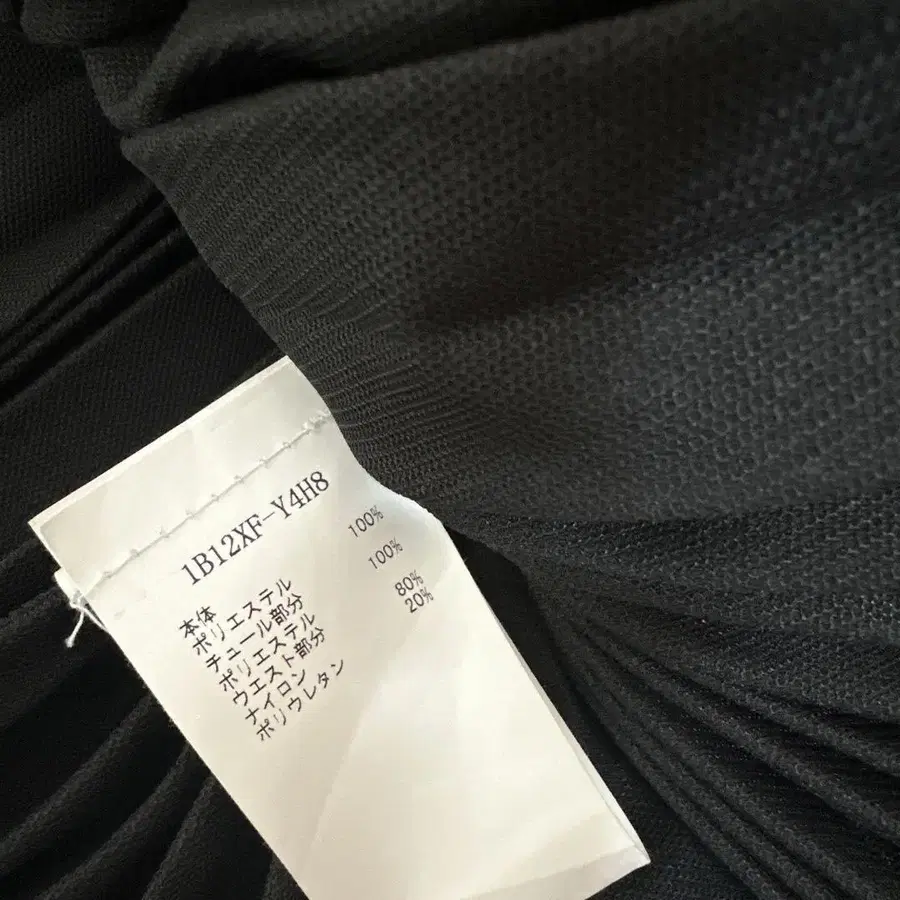 1B12XF-Y4H8
本体
ポリエステル 100%
チュール部分
ポリエステル 100%
ウエスト部分
ナイロン 80%
ポリウレタン 20%